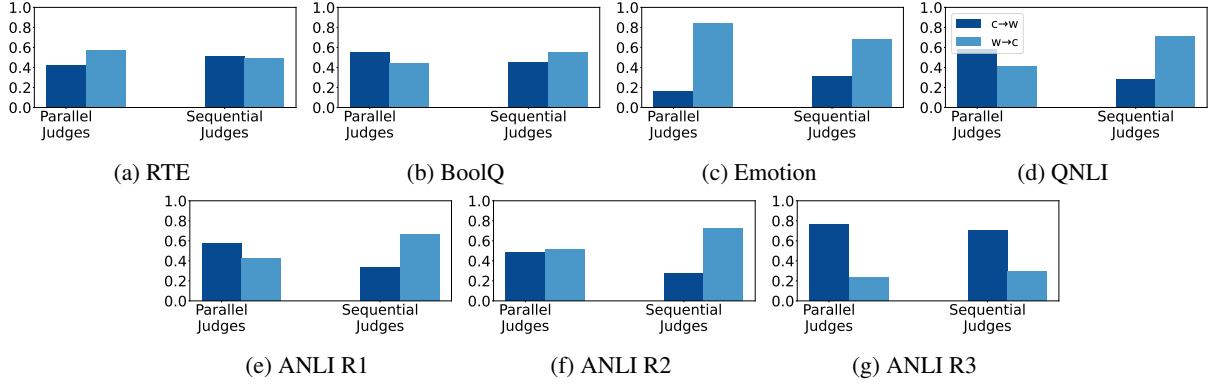 1.0
0.8
0.6
0.4
0.2
0.0
Parallel
Judges
Sequential
Judges
(a) RTE
1.0
0.8
0.6
0.4
0.2
0.0
Parallel
Judges
Sequential
Judges
(b) BoolQ
1.0
0.8
0.6
0.4
0.2
0.0
Parallel
Judges
Sequential
Judges
(c) Emotion
1.0
0.8
0.6
0.4
0.2
0.0
c→w
w→c
Parallel
Judges
Sequential
Judges
(d) QNLI
1.0
0.8
0.6
0.4
0.2
0.0
Parallel
Judges
Sequential
Judges
(e) ANLI R1
1.0
0.8
0.6
0.4
0.2
0.0
Parallel
Judges
Sequential
Judges
(f) ANLI R2
1.0
0.8
0.6
0.4
0.2
0.0
Parallel
Judges
Sequential
Judges
(g) ANLI R3